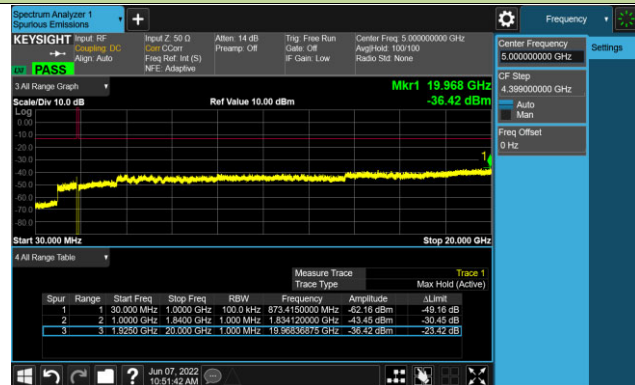 Spectrum Analyzer 1
Spurious Emissions
+
Frequency
KEYSIGHT
Input: RF
Coupling: DC
Align: Auto
Input Z: 50 Ω
Corr CCorr
Freq Ref: Int (S)
NFE: Adaptive
Atten: 14 dB
Preamp: Off
Trig: Free Run
Gate: Off
IF Gain: Low
Center Freq: 5.000000000 GHz
Avg|Hold: 100/100
Radio Std: None
PASS
Center Frequency
5.000000000 GHz
Settings
CF Step
4.399000000 GHz
Auto
Man
Freq Offset
0 Hz
3 All Range Graph
Mkr1 19.968 GHz
Scale/Div 10.0 dB
Ref Value 10.00 dBm
-36.42 dBm
Log
0.00
-10.0
-20.0
-30.0
-40.0
-50.0
-60.0
-70.0
-80.0
1
Start 30.000 MHz
Stop 20.000 GHz
4 All Range Table
Measure Trace Trace 1
Trace Type Max Hold (Active)
Spur Range Start Freq Stop Freq RBW Frequency Amplitude ΔLimit
1 1 30.000 MHz 1.0000 GHz 100.0 kHz 873.4150000 MHz -62.16 dBm -49.16 dB
2 2 1.0000 GHz 1.8400 GHz 1.000 MHz 1.834120000 GHz -43.45 dBm -30.45 dB
3 3 1.9250 GHz 20.000 GHz 1.000 MHz 19.96836875 GHz -36.42 dBm -23.42 dB
?
Jun 07, 2022
10:51:42 AM